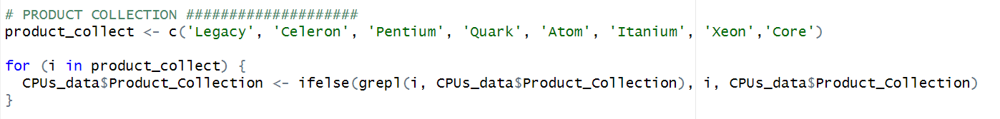 # PRODUCT COLLECTION ####################
product_collect <- c('Legacy', 'Celeron', 'Pentium', 'Quark', 'Atom', 'Itanium', 'Xeon','Core')
for (i in product_collect) {
  CPUs_data$Product_Collection <- ifelse(grepl(i, CPUs_data$Product_Collection), i, CPUs_data$Product_Collection)
}